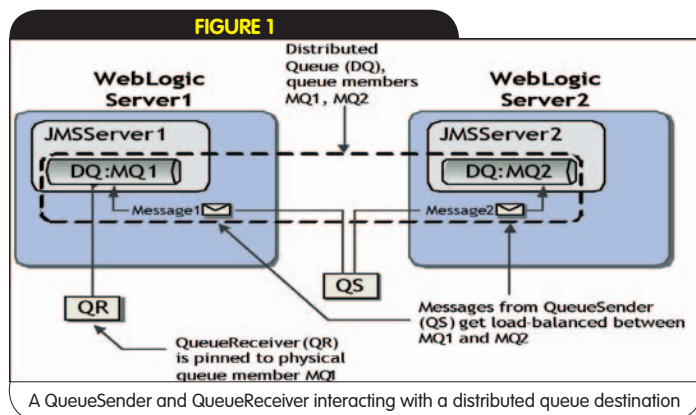 FIGURE 1
Distributed
Queue (DQ),
queue members
MQ1, MQ2
WebLogic
Server1
WebLogic
Server2
JMSServer1
JMSServer2
DQ:MQ1
DQ:MQ2
Message1
Message2
QS
QR
QueueReceiver(QR)
is pinned to physical
queue member MQ1
Messages from QueueSender
(QS) get load-balanced between
MQ1 and MQ2
A QueueSender and QueueReceiver interacting with a distributed queue destination